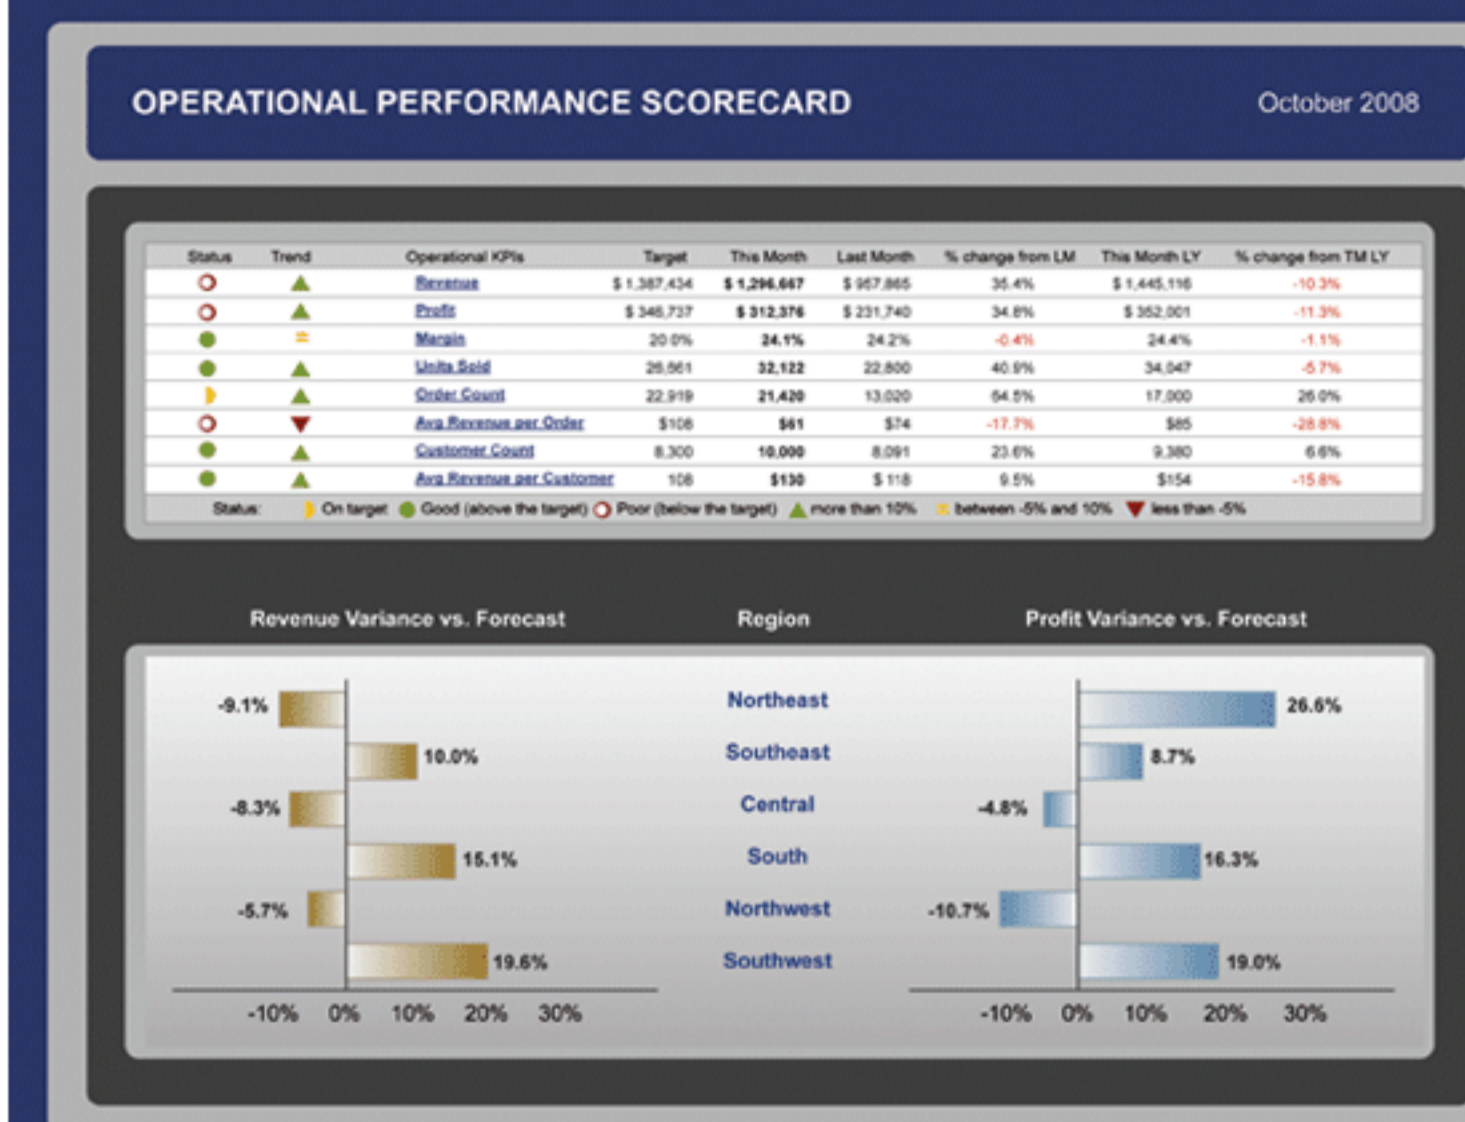 OPERATIONAL PERFORMANCE SCORECARD October 2008
Status Trend Operational KPIs Target This Month Last Month % change from LM This Month LY % change from TM LY
Revenue $ 1,387,434 $ 1,296,667 $ 957,865 35.4% $ 1,445,116 -10.3%
Profit $ 346,737 $ 312,376 $ 231,740 34.8% $ 352,001 -11.3%
Margin 20.0% 24.1% 24.2% -0.4% 24.4% -1.1%
Units Sold 32,122 22,800 40.9% 34,047 -5.7%
Order Count 22,919 21,420 13,020 64.5% 17,000 26.0%
Avg Revenue per Order $108 $61 $74 -17.7% $85 -28.8%
Customer Count 8,300 10,000 8,091 23.6% 9,380 6.6%
Avg Revenue per Customer 108 $130 $ 118 9.5% $154 -15.8%
Status: On target Good (above the target) Poor (below the target) more than 10% = between -5% and 10% less than -5%
Revenue Variance vs. Forecast Region Profit Variance vs. Forecast
-9.1% Northeast 26.6%
10.0% Southeast 8.7%
-8.3% Central -4.8%
15.1% South 16.3%
-5.7% Northwest -10.7%
19.6% Southwest 19.0%
-10% 0% 10% 20% 30% -10% 0% 10% 20% 30%